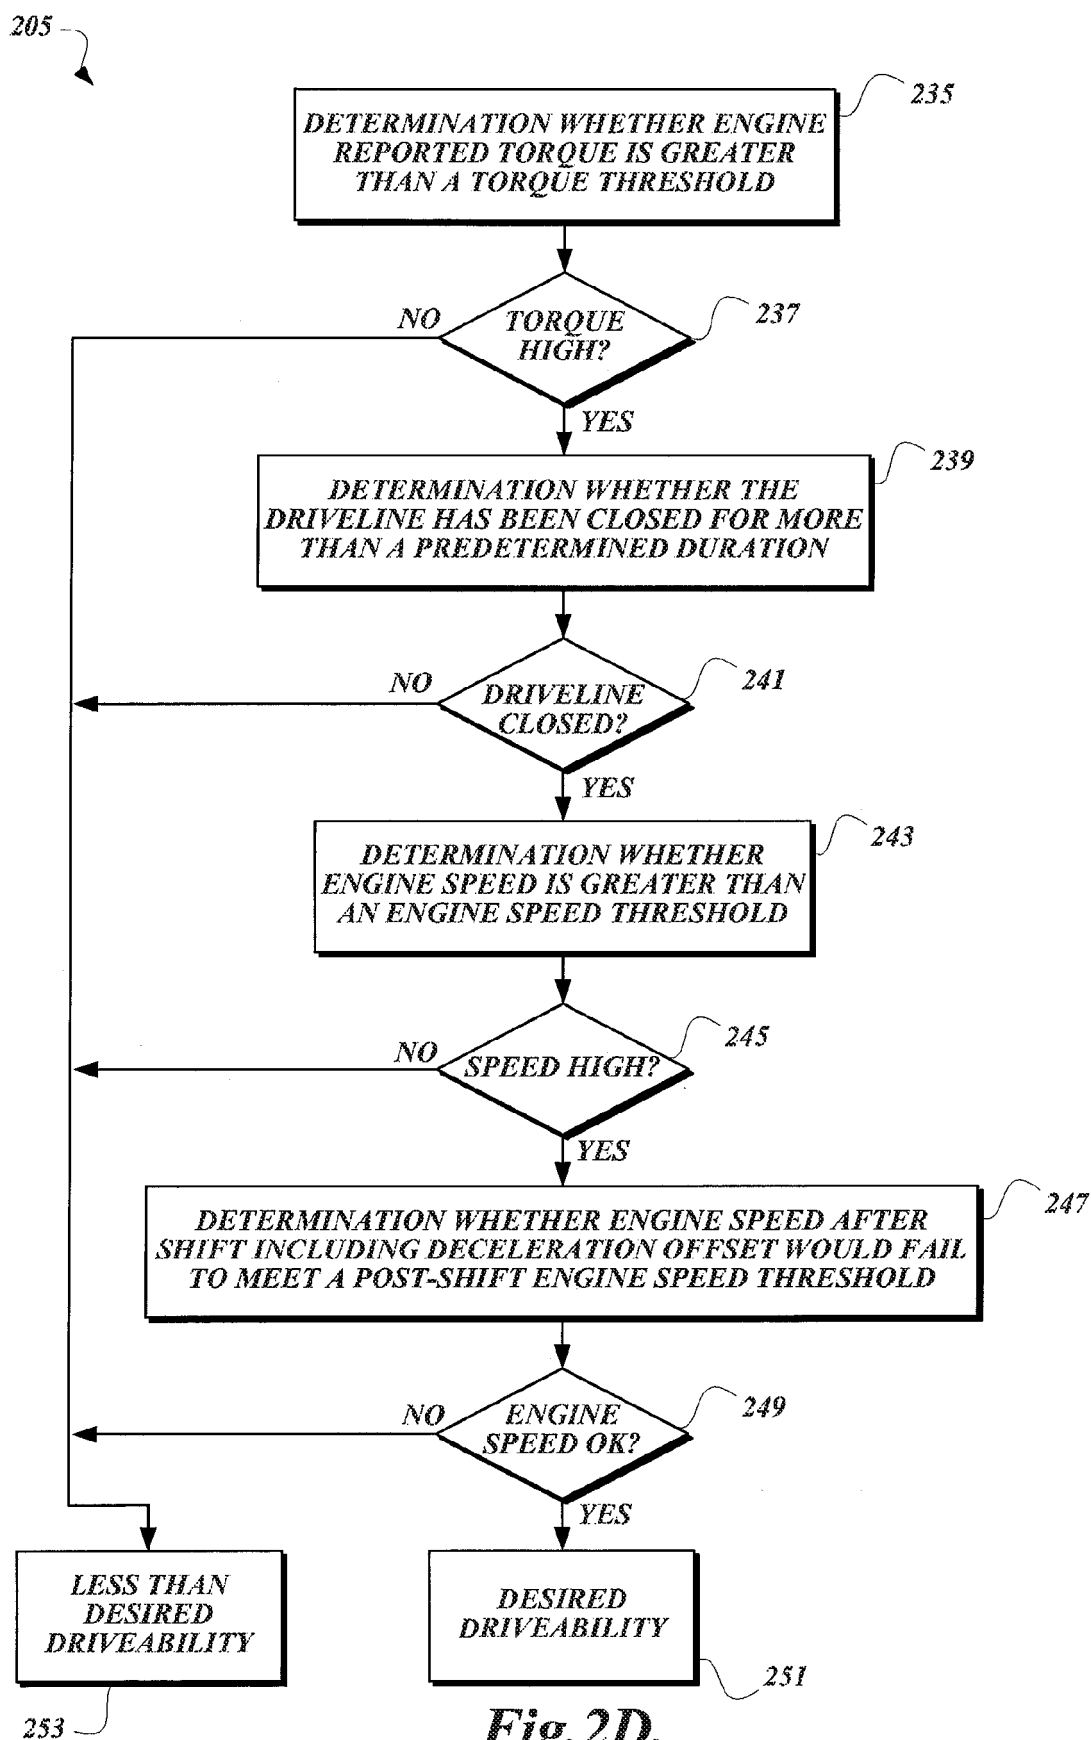 205
235
DETERMINATION WHETHER ENGINE
REPORTED TORQUE IS GREATER
THAN A TORQUE THRESHOLD
NO
TORQUE
HIGH?
237
YES
239
DETERMINATION WHETHER THE
DRIVELINE HAS BEEN CLOSED FOR MORE
THAN A PREDETERMINED DURATION
NO
DRIVELINE
CLOSED?
241
YES
243
DETERMINATION WHETHER
ENGINE SPEED IS GREATER THAN
AN ENGINE SPEED THRESHOLD
NO
SPEED HIGH?
245
YES
247
DETERMINATION WHETHER ENGINE SPEED AFTER
SHIFT INCLUDING DECELERATION OFFSET WOULD FAIL
TO MEET A POST-SHIFT ENGINE SPEED THRESHOLD
NO
ENGINE
SPEED OK?
249
YES
LESS THAN
DESIRED
DRIVEABILITY
253
DESIRED
DRIVEABILITY
251
Fig.2D.